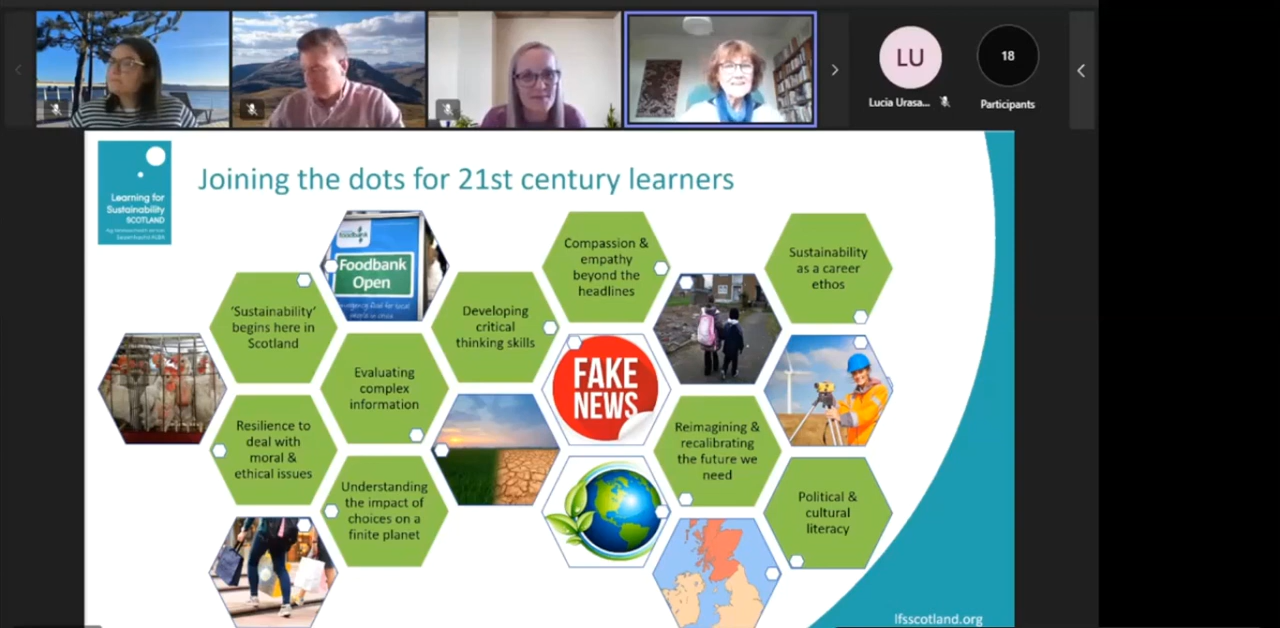 LU
18
Lucia Urasa...
Participants
Learning for
Sustainability
SCOTLAND
Joining the dots for 21st century learners
foodbank
Foodbank
Open
Compassion &
empathy
beyond the
headlines
Sustainability
as a career
ethos
'Sustainability'
begins here in
Scotland
Developing
critical
thinking skills
Evaluating
complex
information
FAKE
NEWS
Resilience to
deal with
moral &
ethical issues
Reimagining &
recalibrating
the future we
need
Understanding
the impact of
choices on a
finite planet
Political &
cultural
literacy
lfsscotland.org